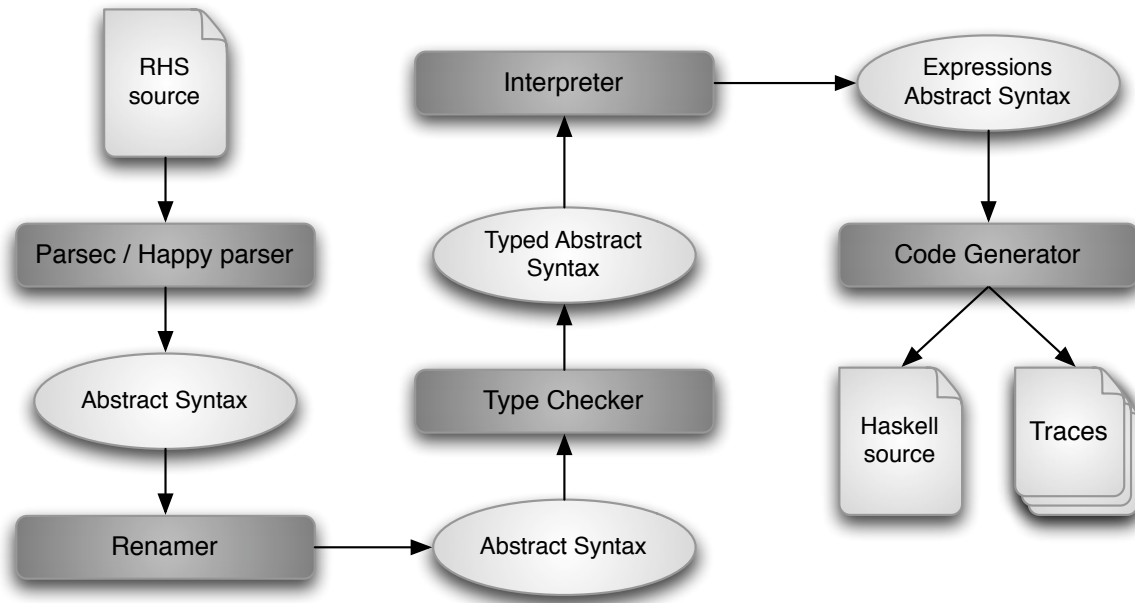 RHS
source
Parsec / Happy parser
Abstract Syntax
Renamer
Abstract Syntax
Type Checker
Typed Abstract
Syntax
Interpreter
Expressions
Abstract Syntax
Code Generator
Haskell
source
Traces